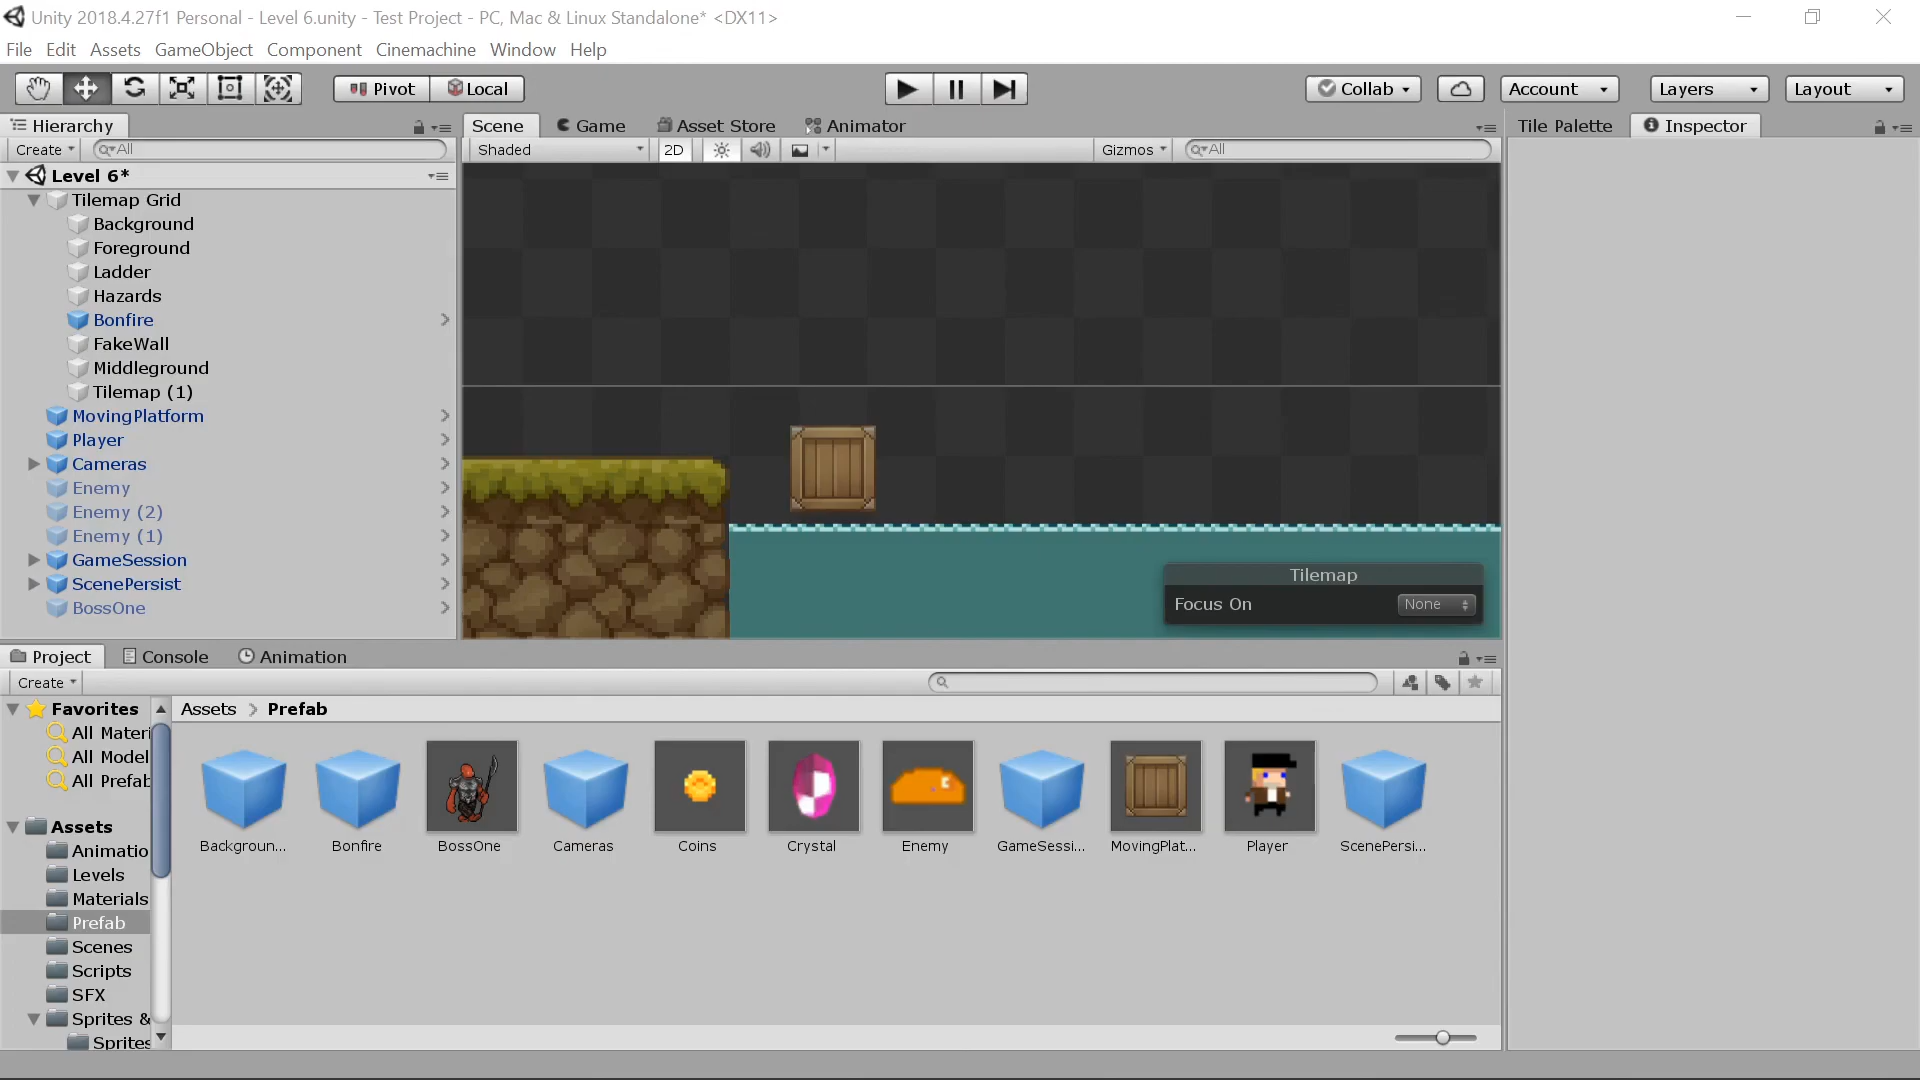 Unity 2018.4.27f1 Personal - Level 6.unity - Test Project - PC, Mac & Linux Standalone* <DX11>
File Edit Assets GameObject Component Cinemachine Window Help
Pivot Local Collab Account Layers Layout
Hierarchy
Create All
Level 6*
Tilemap Grid
Background
Foreground
Ladder
Hazards
Bonfire
FakeWall
Middleground
Tilemap (1)
MovingPlatform
Player
Cameras
Enemy
Enemy (2)
Enemy (1)
GameSession
ScenePersist
BossOne
Scene Game Asset Store Animator
Shaded 2D Gizmos All
Tilemap
Focus On None
Tile Palette Inspector
Project Console Animation
Create
Favorites
All Materi
All Model
All Prefab
Assets
Animatio
Levels
Materials
Prefab
Scenes
Scripts
SFX
Sprites &
Sprites
Assets > Prefab
Backgroun... Bonfire BossOne Cameras Coins Crystal Enemy GameSessi... MovingPlat... Player ScenePersi...